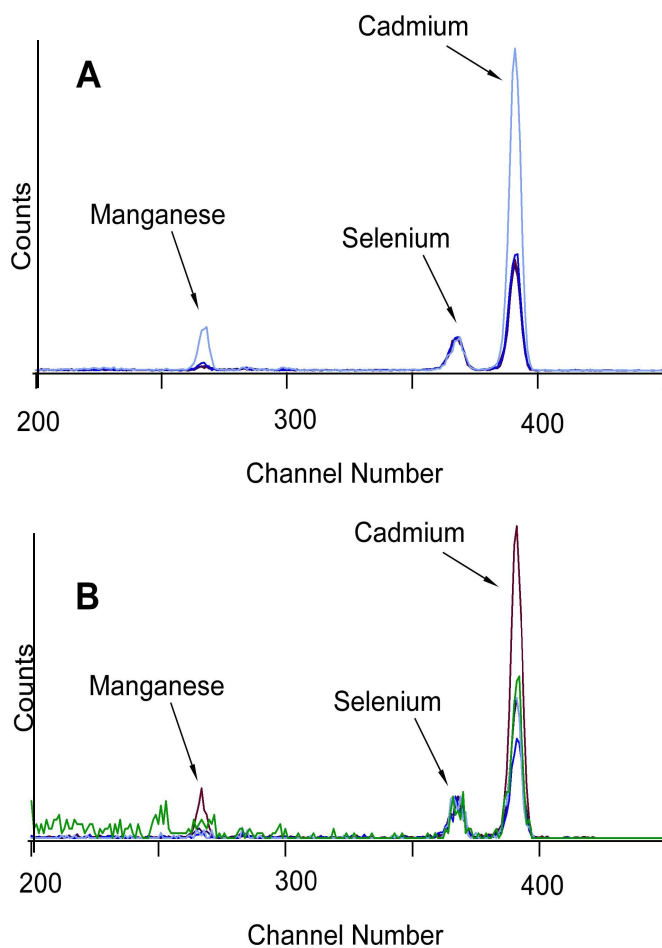 Cadmium
A
Manganese
Selenium
Counts
200
300
400
Channel Number
Cadmium
B
Manganese
Selenium
Counts
200
300
400
Channel Number